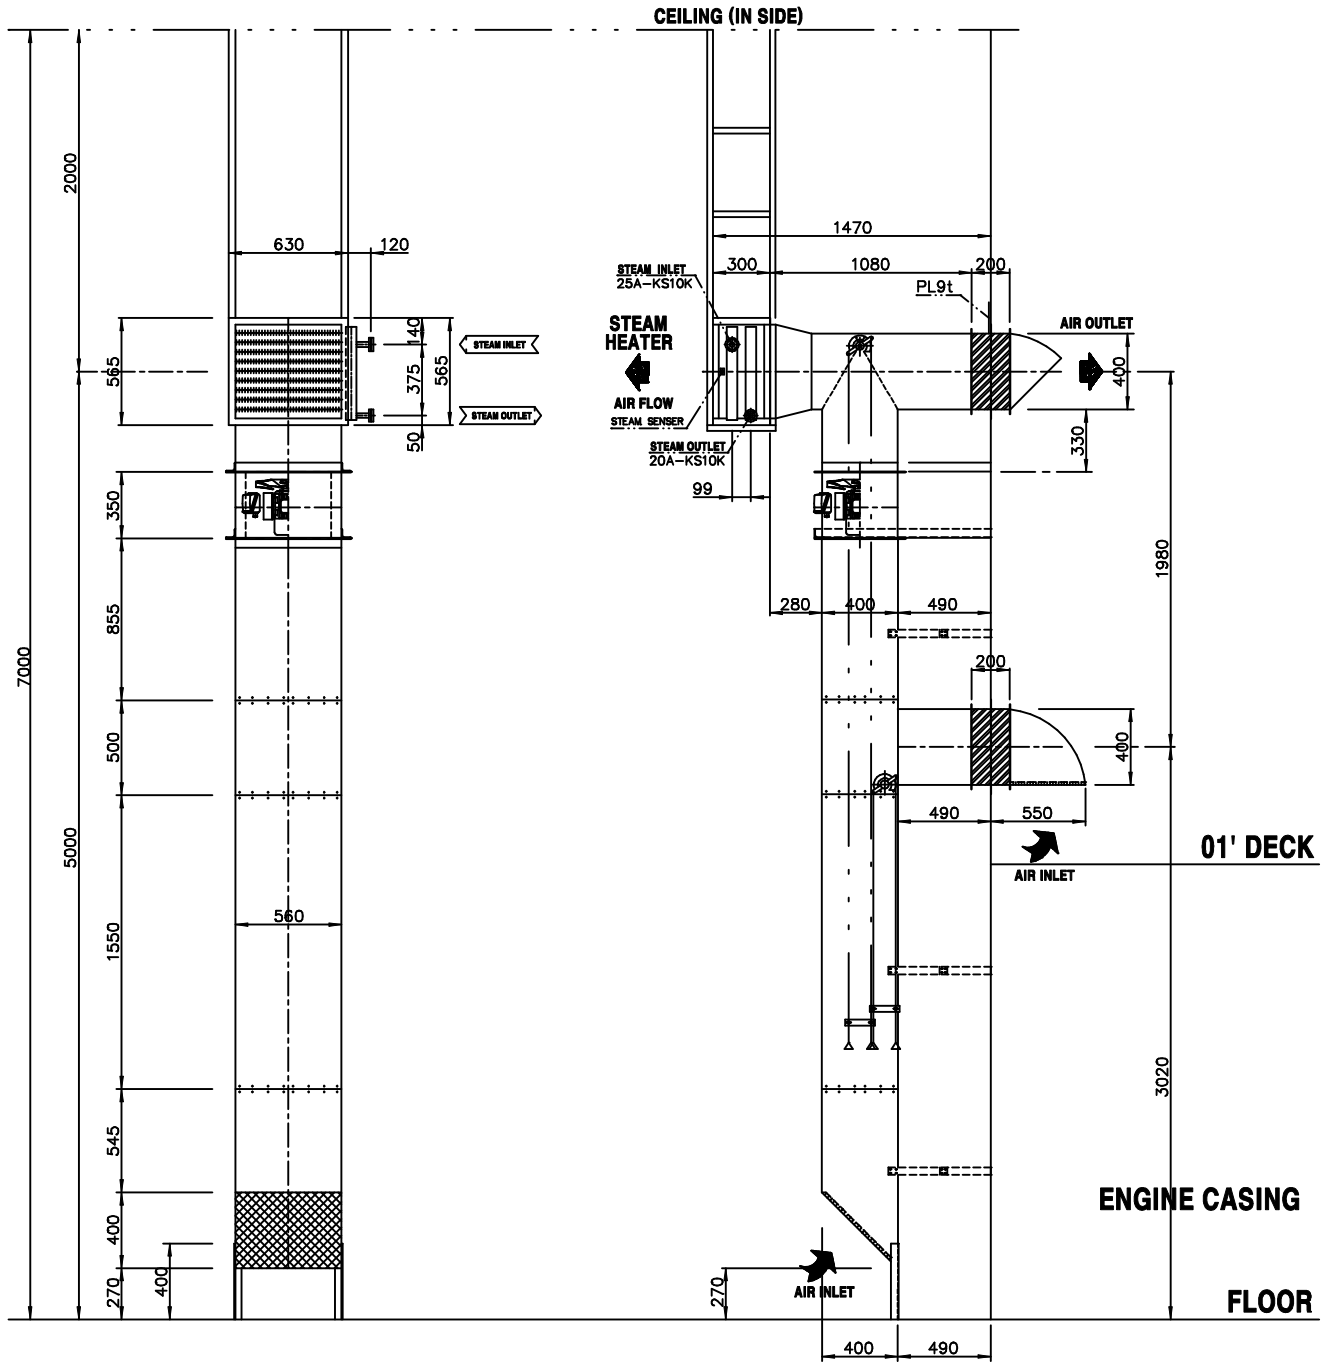 CEILING (IN SIDE)
2000
630
120
1470
300
1080
200
STEAM INLET
25A-KS10K
PL9t
STEAM
HEATER
AIR OUTLET
140
565
375
565
50
STEAM INLET
STEAM OUTLET
AIR FLOW
STEAM SENSER
STEAM OUTLET
20A-KS10K
400
330
99
350
855
280
400
490
1980
7000
200
500
400
490
550
5000
01' DECK
AIR INLET
560
1550
3020
545
ENGINE CASING
400
400
270
270
AIR INLET
FLOOR
400
490